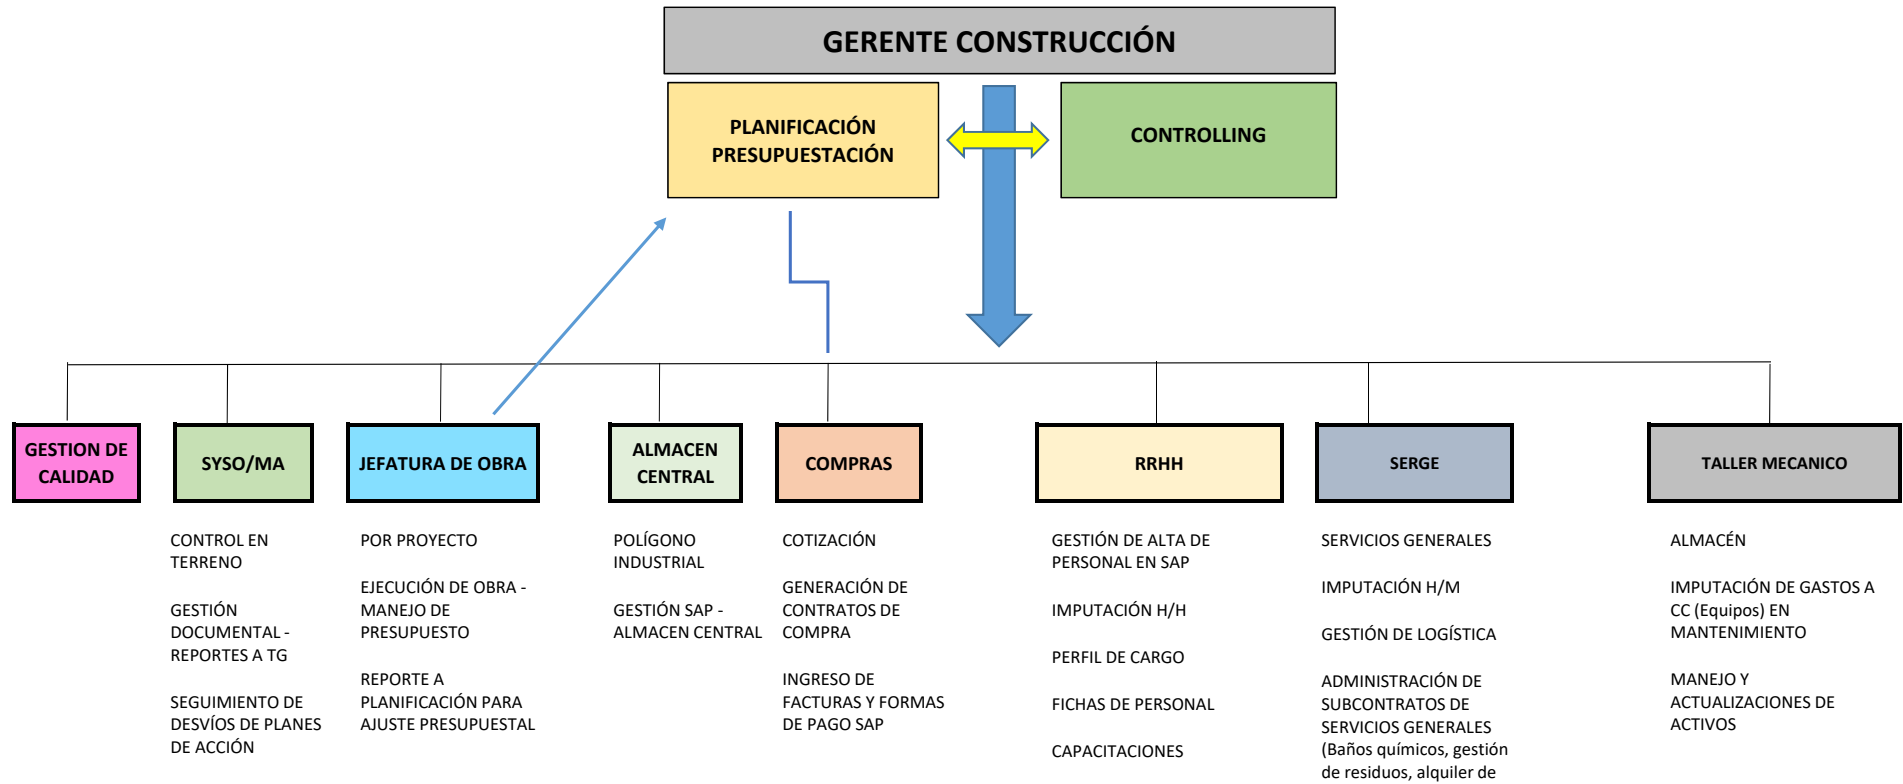 GERENTE CONSTRUCCIÓN
PLANIFICACIÓN
PRESUPUESTACIÓN
CONTROLLING
GESTION DE
CALIDAD
SYSO/MA
JEFATURA DE OBRA
ALMACEN
CENTRAL
COMPRAS
RRHH
SERGE
TALLER MECANICO
CONTROL EN
TERRENO
GESTIÓN
DOCUMENTAL -
REPORTES A TG
SEGUIMIENTO DE
DESVÍOS DE PLANES
DE ACCIÓN
POR PROYECTO
EJECUCIÓN DE OBRA -
MANEJO DE
PRESUPUESTO
REPORTE A
PLANIFICACIÓN PARA
AJUSTE PRESUPUESTAL
POLÍGONO
INDUSTRIAL
GESTIÓN SAP -
ALMACEN CENTRAL
COTIZACIÓN
GENERACIÓN DE
CONTRATOS DE
COMPRA
INGRESO DE
FACTURAS Y FORMAS
DE PAGO SAP
GESTIÓN DE ALTA DE
PERSONAL EN SAP
IMPUTACIÓN H/H
PERFIL DE CARGO
FICHAS DE PERSONAL
CAPACITACIONES
SERVICIOS GENERALES
IMPUTACIÓN H/M
GESTIÓN DE LOGÍSTICA
ADMINISTRACIÓN DE
SUBCONTRATOS DE
SERVICIOS GENERALES
(Baños químicos, gestión
de residuos, alquiler de
ALMACÉN
IMPUTACIÓN DE GASTOS A
CC (Equipos) EN
MANTENIMIENTO
MANEJO Y
ACTUALIZACIONES DE
ACTIVOS